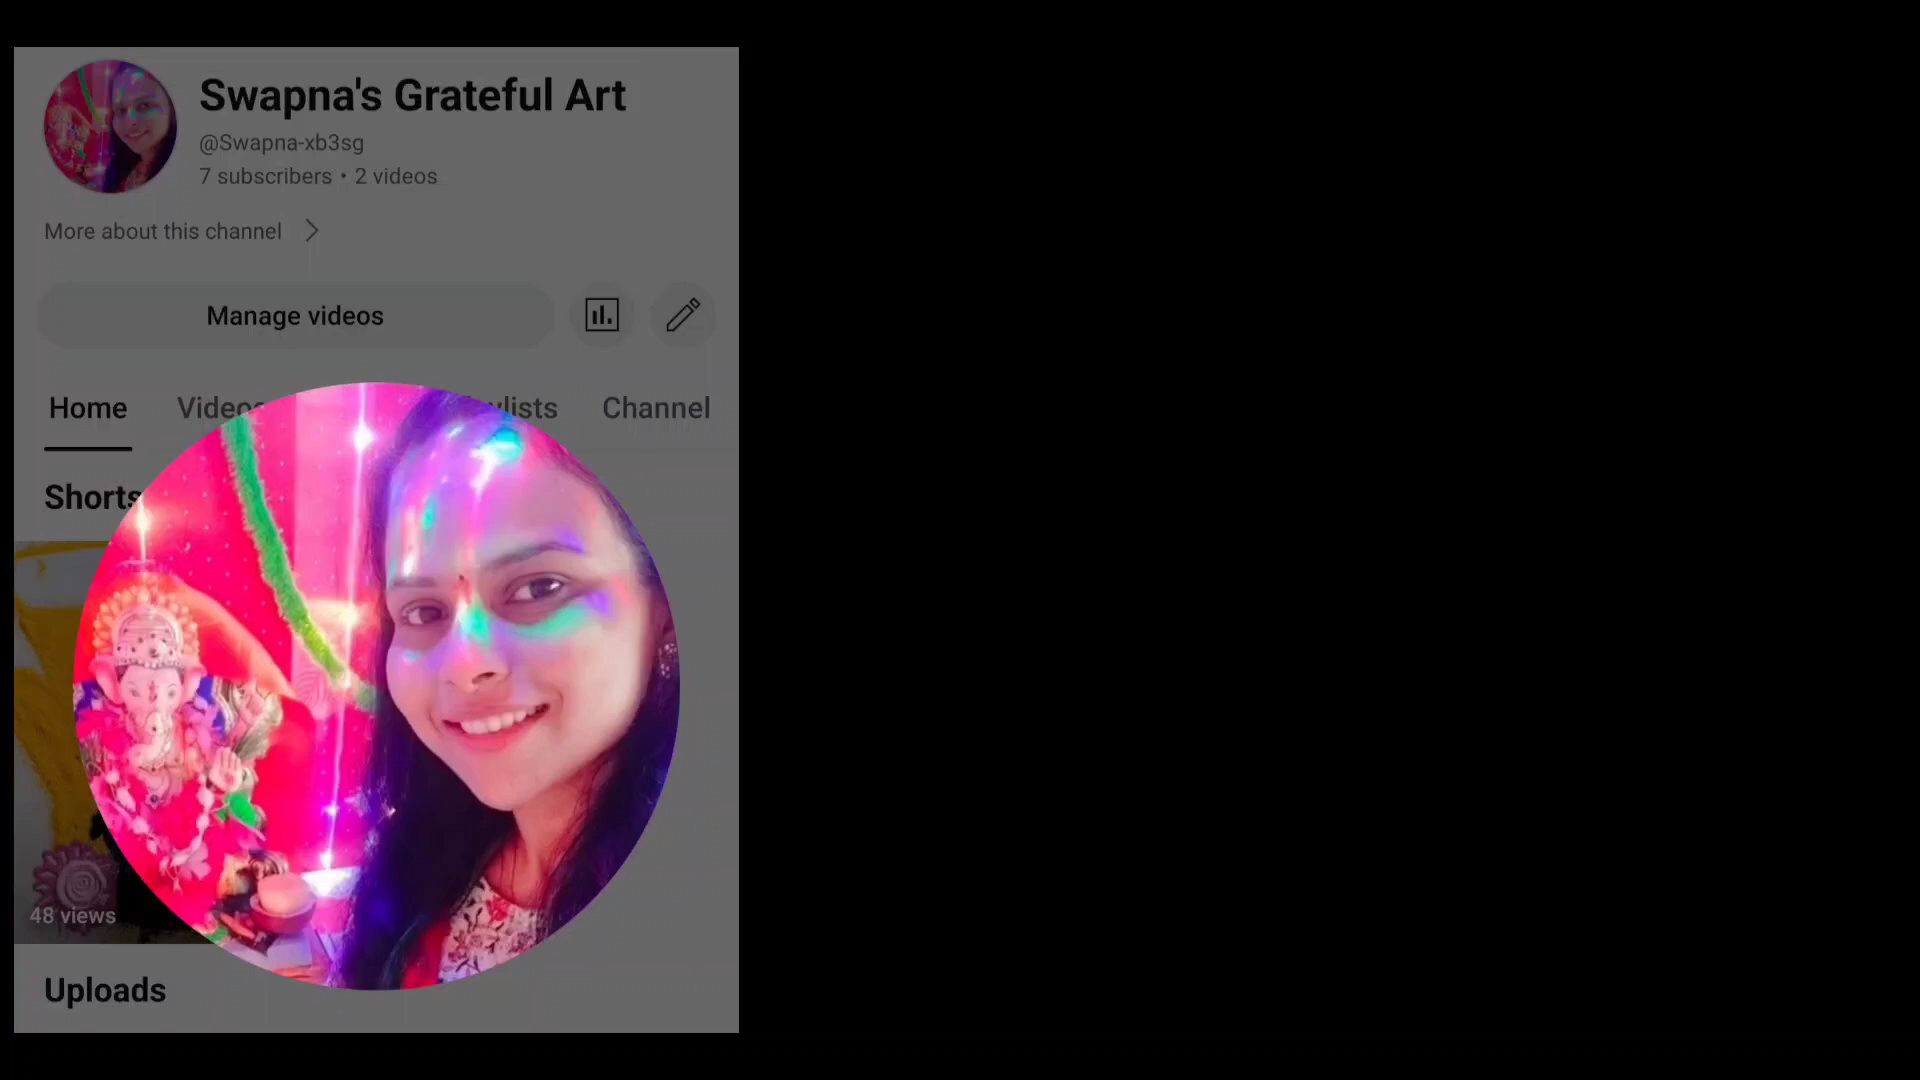 Swapna's Grateful Art
@Swapna-xb3sg
7 subscribers • 2 videos
More about this channel
Manage videos
Home
Channel
Shorts
48 views
Uploads